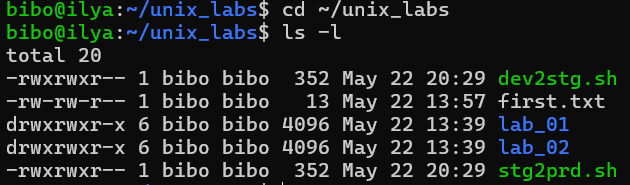 bibo@ilya:~/unix_labs$ cd ~/unix_labs
bibo@ilya:~/unix_labs$ ls -l
total 20
-rwxrwxr-- 1 bibo bibo  352 May 22 20:29 dev2stg.sh
-rw-rw-r-- 1 bibo bibo   13 May 22 13:57 first.txt
drwxrwxr-x 6 bibo bibo 4096 May 22 13:39 lab_01
drwxrwxr-x 6 bibo bibo 4096 May 22 13:39 lab_02
-rwxrwxr-- 1 bibo bibo  352 May 22 20:29 stg2prd.sh